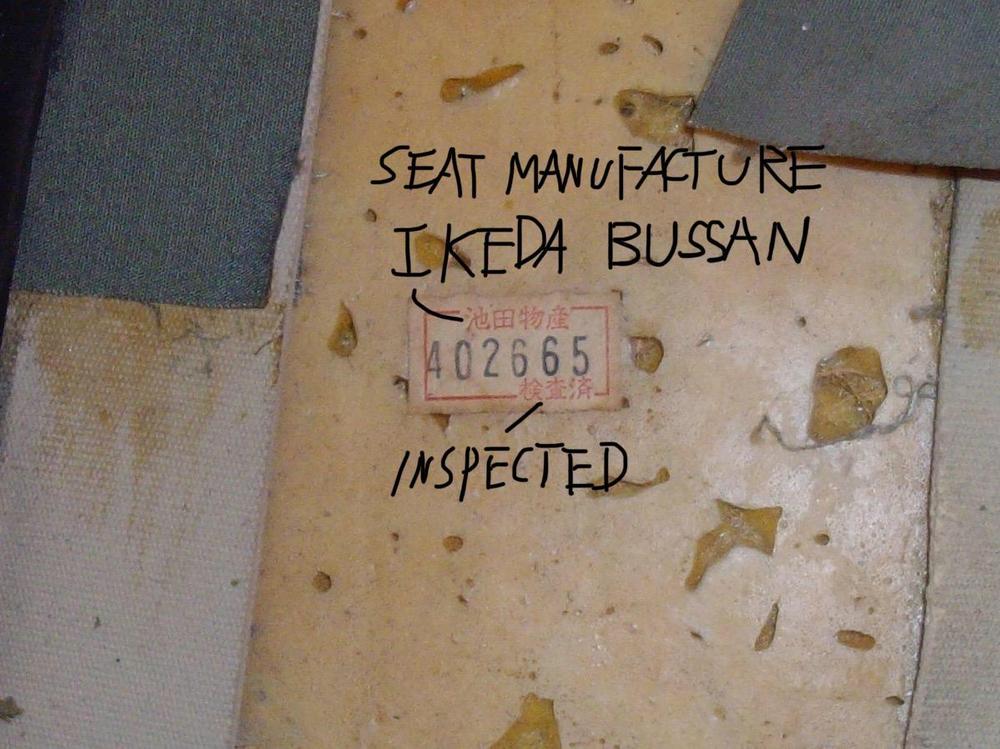 SEAT MANUFACTURE
IKEDA BUSSAN
池田物産
402665
検査済
INSPECTED